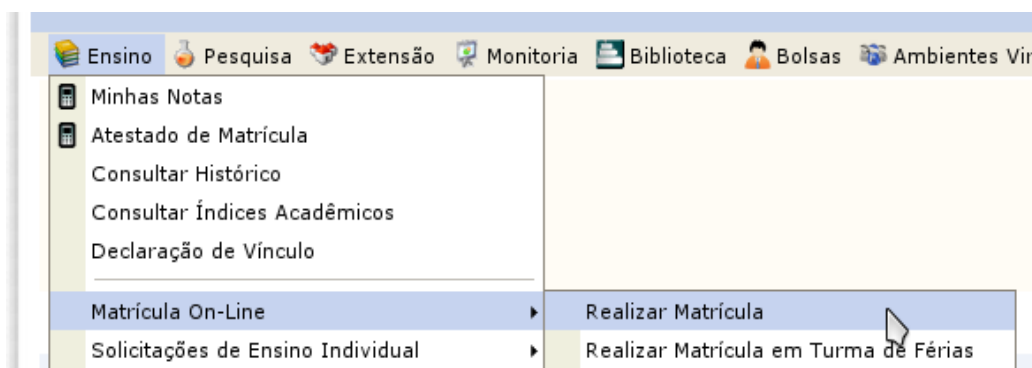 Ensino Pesquisa Extensão Monitoria Biblioteca Bolsas Ambientes
Minhas Notas
Atestado de Matrícula
Consultar Histórico
Consultar Índices Acadêmicos
Declaração de Vínculo
Matrícula On-Line Realizar Matrícula
Solicitações de Ensino Individual Realizar Matrícula em Turma de Férias